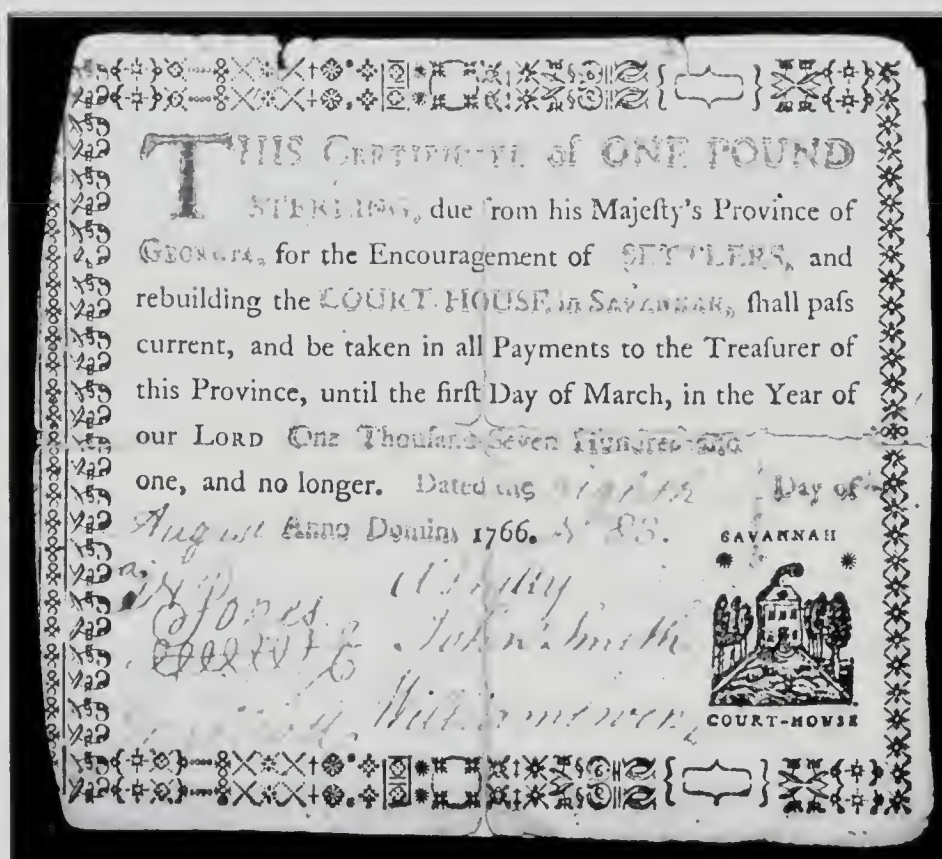 THIS CERTIFICATE of ONE POUND
STERLING, due from his Majeſty's Province of
GEORGIA, for the Encouragement of SETTLERS, and
rebuilding the COURT-HOUSE in SAVANNAH, ſhall paſs
current, and be taken in all Payments to the Treaſurer of
this Province, until the firſt Day of March, in the Year of
our LORD One Thouſand Seven Hundred and
one, and no longer. Dated the Day of
August Anno Domini 1766.
SAVANNAH
N Jones
John Smith
COURT-HOWSE